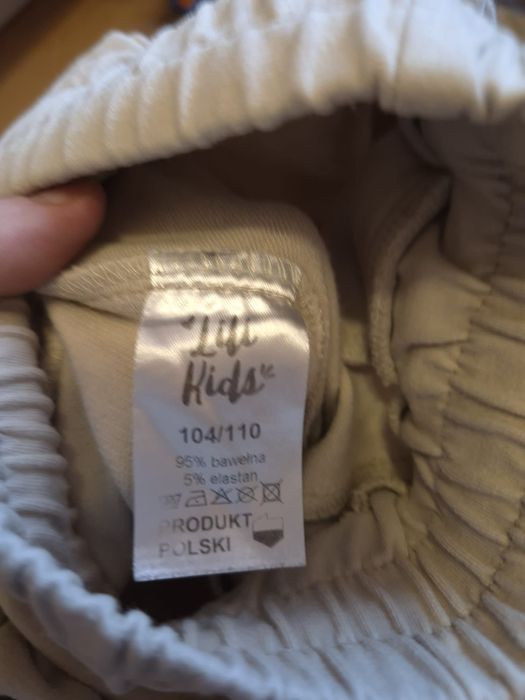 Lili
Kids
104/110
95% bawełna
5% elastan
PRODUKT
POLSKI